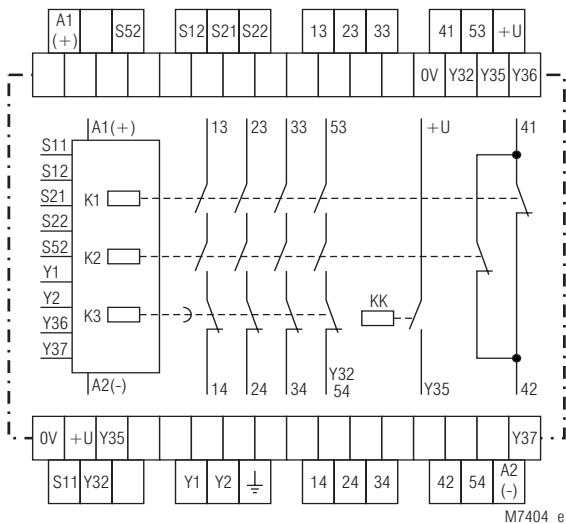 A1 (+) S52 S12 S21 S22 13 23 33 41 53 +U
0V Y32 Y35 Y36
A1(+) 13 23 33 53 +U 41
S11
S12
S21
K1
S22
S52
K2
Y1
Y2
K3
KK
Y36
Y37
Y32
A2(-) 14 24 34 54 Y35 42
0V +U Y35 Y37
S11 Y32 Y1 Y2 14 24 34 42 54 A2 (-)
M7404_e